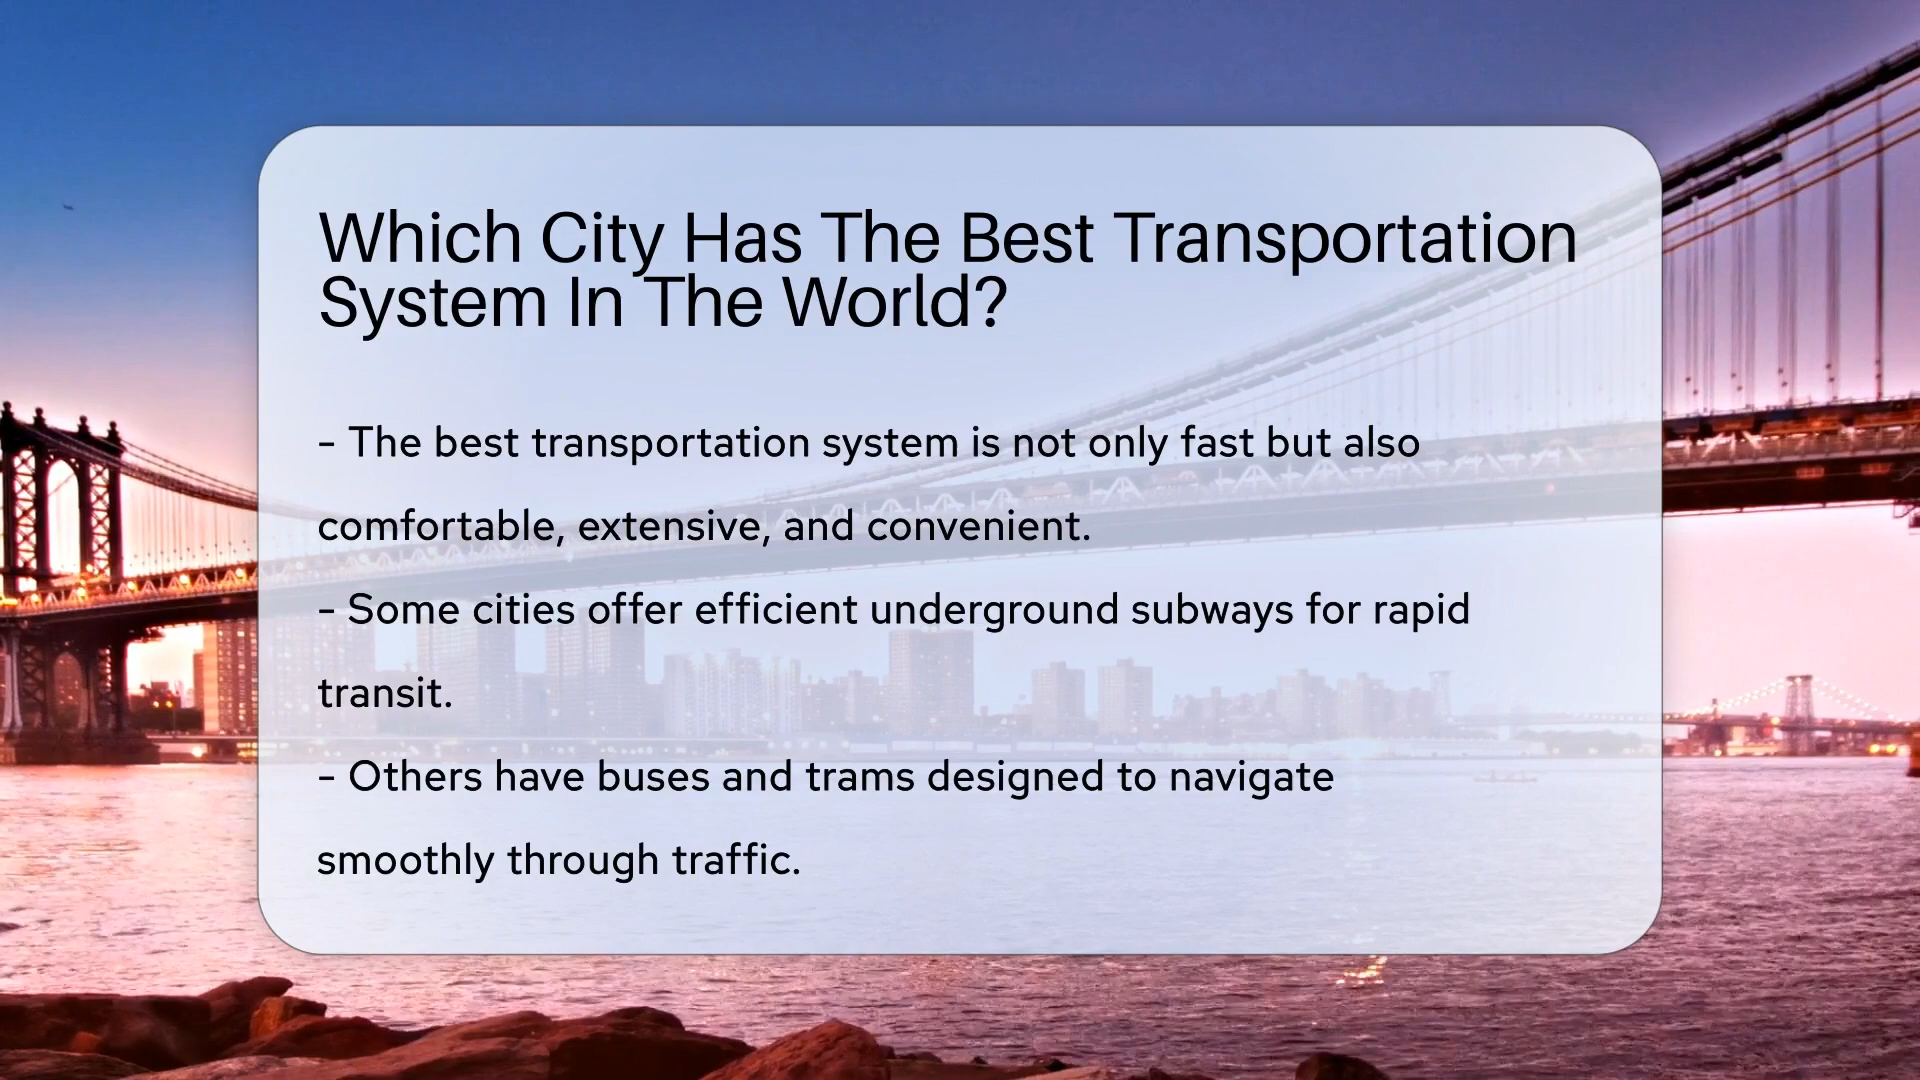 Which City Has The Best Transportation
System In The World?
– The best transportation system is not only fast but also
comfortable, extensive, and convenient.
– Some cities offer efficient underground subways for rapid
transit.
– Others have buses and trams designed to navigate
smoothly through traffic.